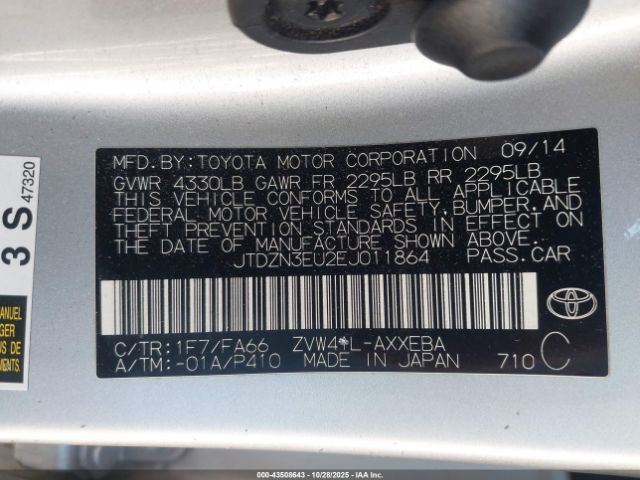 MFD.BY: TOYOTA MOTOR CORPORATION 09/14
GVWR 4330LB GAWR FR 2295LB RR 2295LB
THIS VEHICLE CONFORMS TO ALL APPLICABLE
FEDERAL MOTOR VEHICLE SAFETY, BUMPER, AND
THEFT PREVENTION STANDARDS IN EFFECT ON
THE DATE OF MANUFACTURE SHOWN ABOVE.
JTDZN3EU2EJ011864 PASS.CAR
C/TR: 1F7/FA66 ZVW41L-AXXEBA
A/TM: -01A/P410 MADE IN JAPAN 710 C
3 S
47320
MANUEL
GER
000-43508643 | 10/28/2025 | IAA Inc.